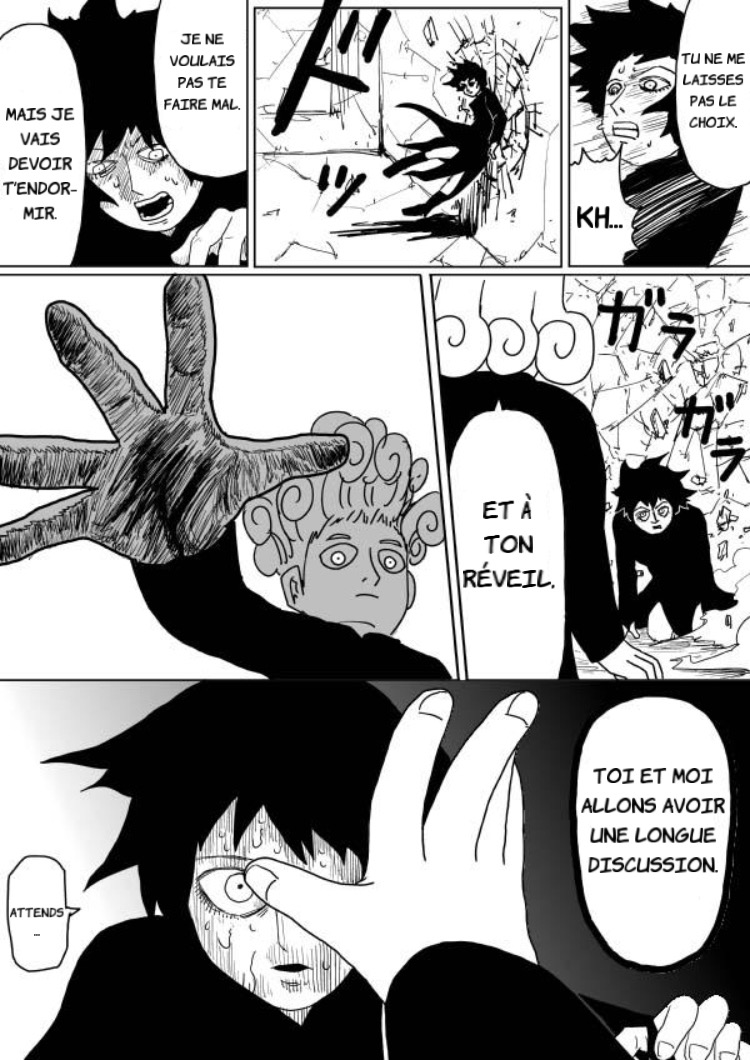 TU NE ME
LAISSES
PAS LE
CHOIX.
KH...
ドッ
JE NE
VOULAIS
PAS TE
FAIRE MAL.
MAIS JE
VAIS
DEVOIR
T'ENDOR-
MIR.
ガラ
ガラ
ET À
TON
RÉVEIL.
TOI ET MOI
ALLONS AVOIR
UNE LONGUE
DISCUSSION.
ATTENDS
...